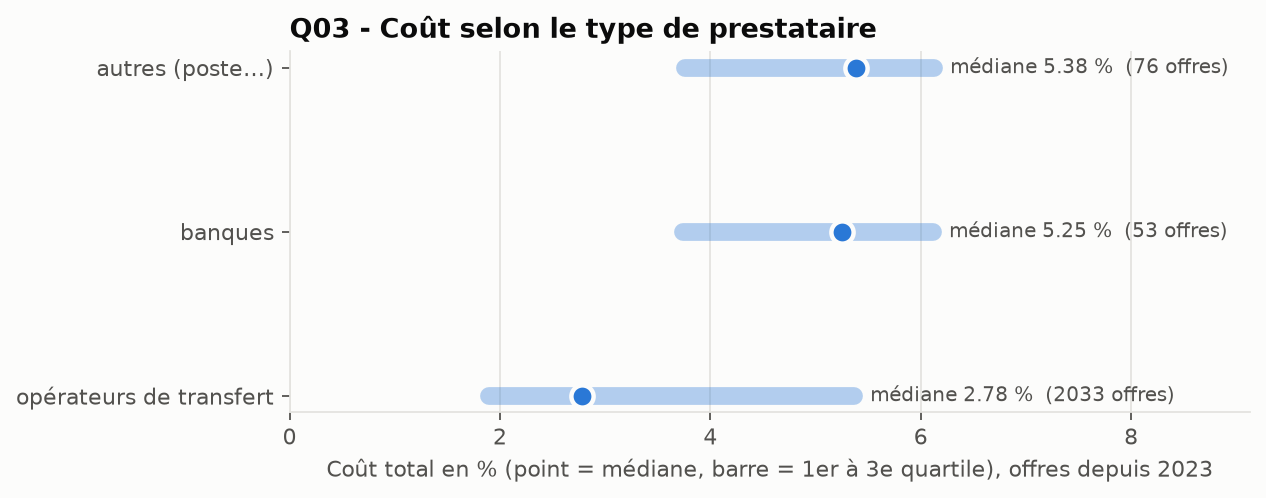 Q03 - Coût selon le type de prestataire
autres (poste...)
médiane 5.38 %  (76 offres)
banques
médiane 5.25 %  (53 offres)
opérateurs de transfert
médiane 2.78 %  (2033 offres)
0 2 4 6 8
Coût total en % (point = médiane, barre = 1er à 3e quartile), offres depuis 2023